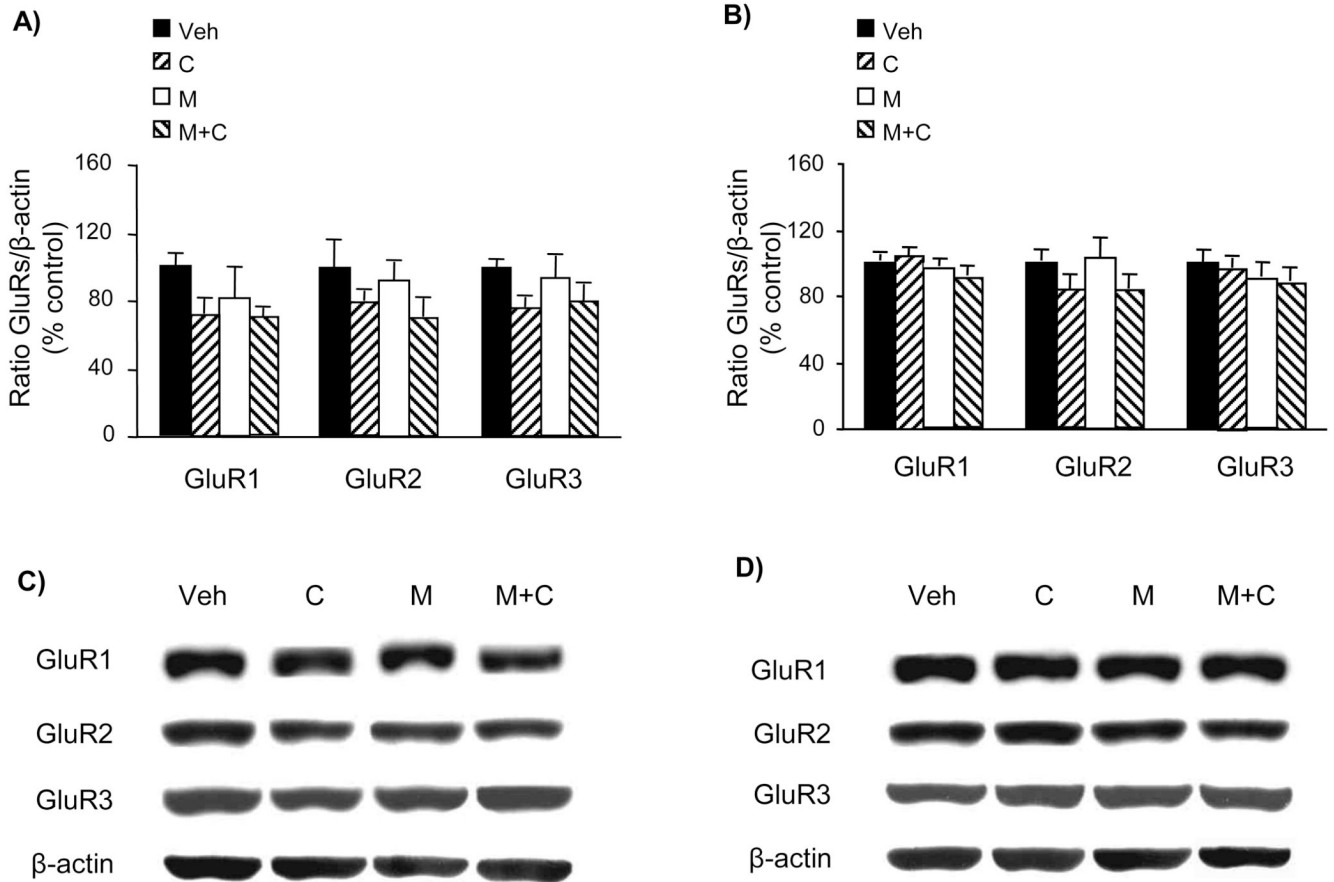 A)
Veh
C
M
M+C
160
120
80
40
0
Ratio GluRs/β-actin
(% control)
GluR1 GluR2 GluR3
B)
Veh
C
M
M+C
160
120
80
40
0
Ratio GluRs/β-actin
(% control)
GluR1 GluR2 GluR3
C)
Veh C M M+C
GluR1
GluR2
GluR3
β-actin
D)
Veh C M M+C
GluR1
GluR2
GluR3
β-actin